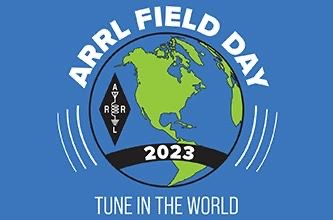 ARRL FIELD DAY
A
R R
L
2023
TUNE IN THE WORLD